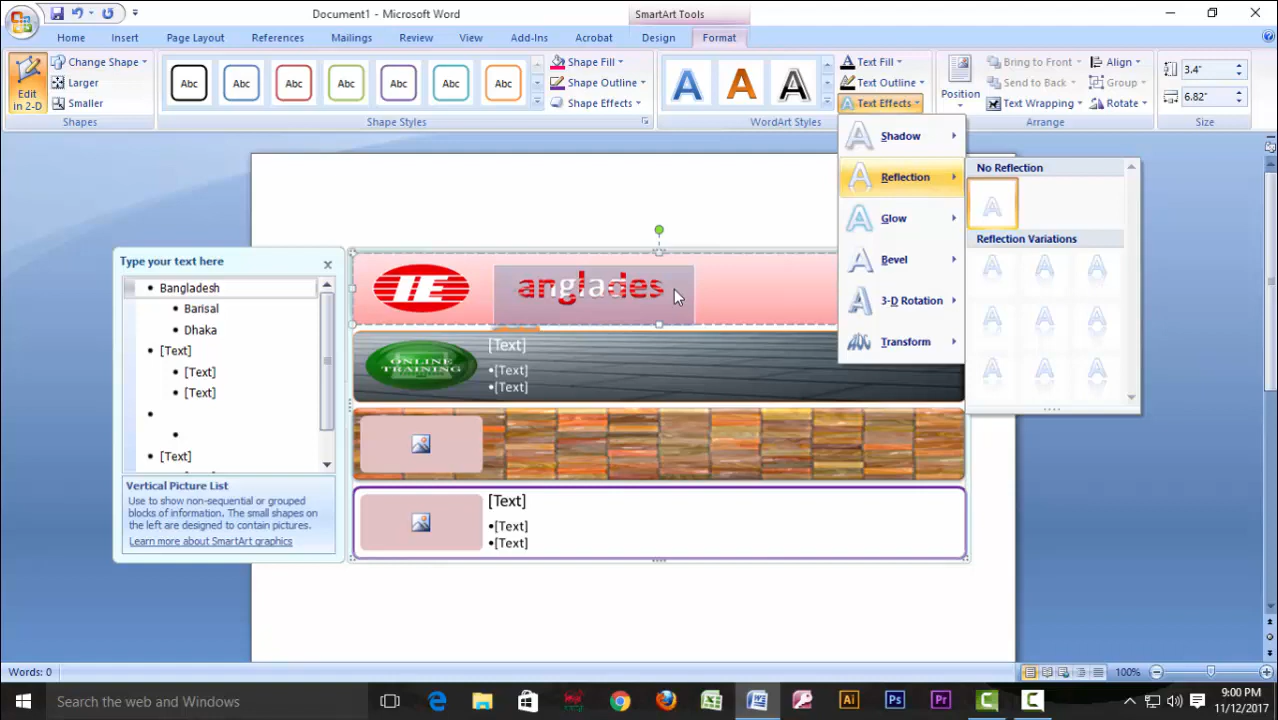 Document1 - Microsoft Word
SmartArt Tools
Home Insert Page Layout References Mailings Review View Add-Ins Acrobat Design Format
Edit in 2-D
Change Shape
Larger
Smaller
Shapes
Abc Abc Abc Abc Abc Abc Abc
Shape Styles
Shape Fill
Shape Outline
Shape Effects
A A A
WordArt Styles
Text Fill
Text Outline
Text Effects
Position
Bring to Front
Send to Back
Text Wrapping
Align
Group
Rotate
Arrange
3.4"
6.82"
Size
Shadow
Reflection
Glow
Bevel
3-D Rotation
Transform
No Reflection
Reflection Variations
Type your text here
Bangladesh
Barisal
Dhaka
[Text]
[Text]
[Text]
[Text]
Vertical Picture List
Use to show non-sequential or grouped
blocks of information. The small shapes on
the left are designed to contain pictures.
Learn more about SmartArt graphics
IE
ONLINE
TRAINING
[Text]
•[Text]
•[Text]
[Text]
•[Text]
•[Text]
Words: 0
100%
Search the web and Windows
Ai Ps Pr
9:00 PM
11/12/2017